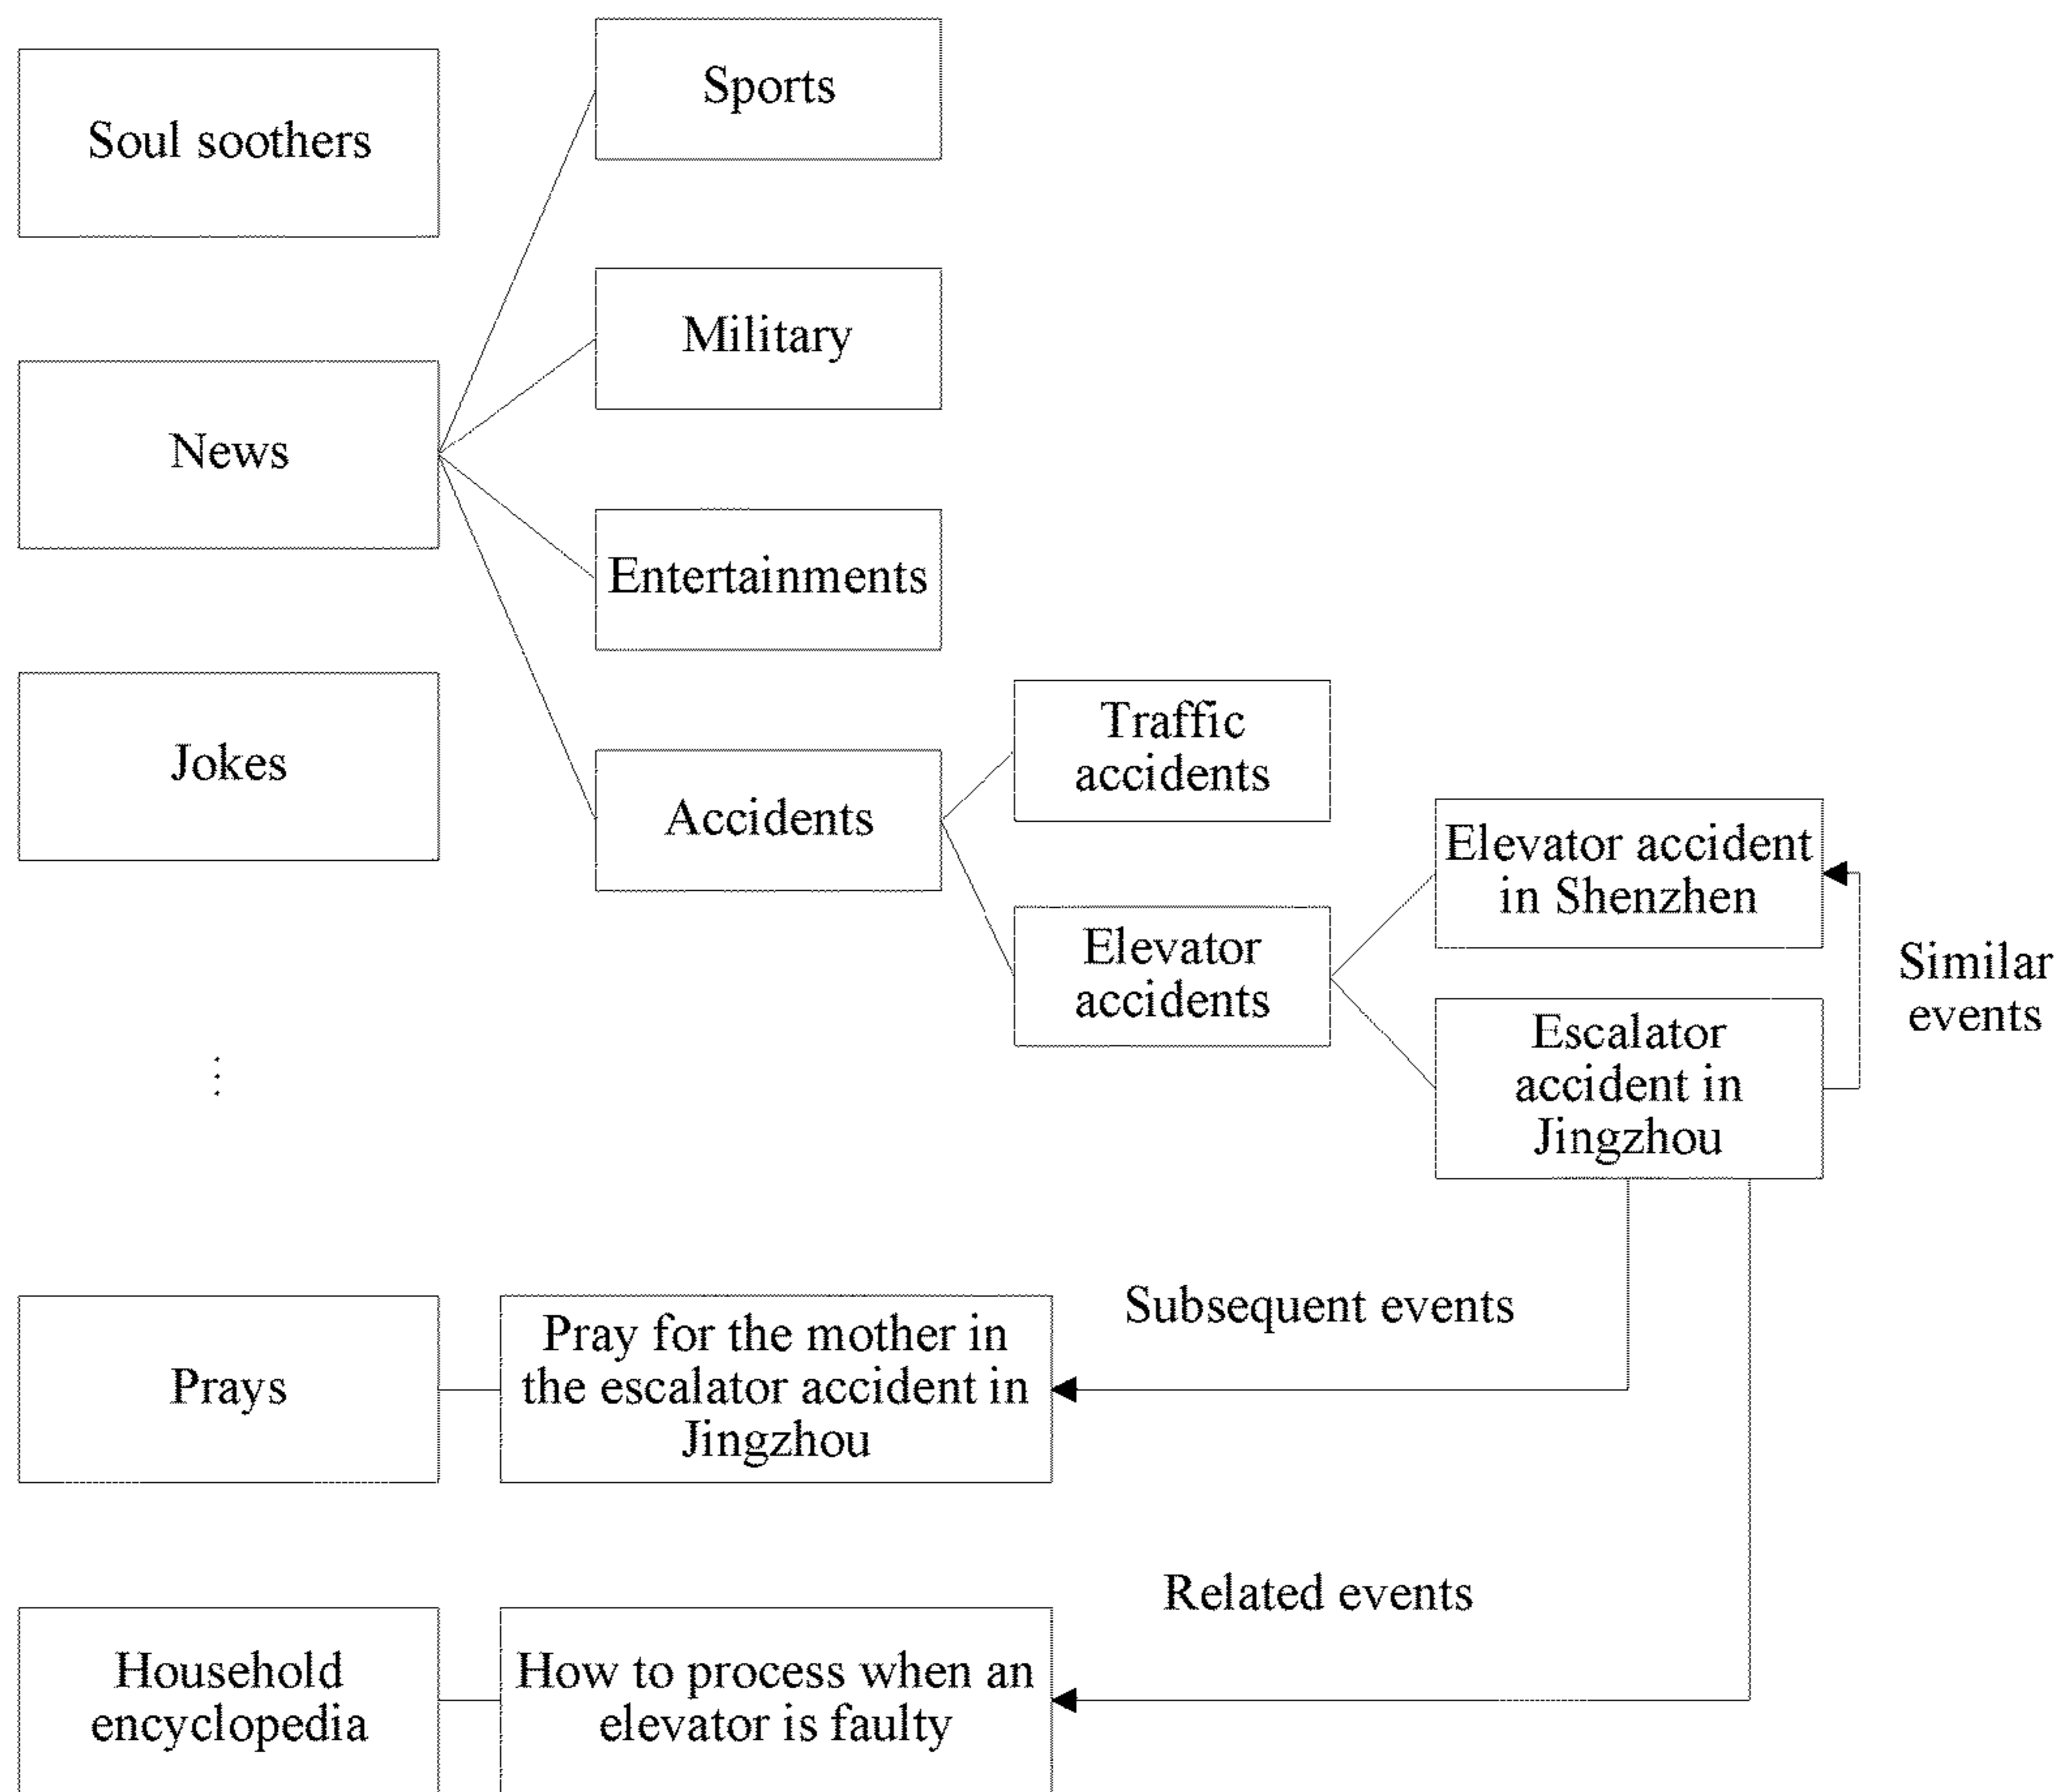 Soul soothers
News
Jokes
⋮
Prays
Household
encyclopedia
Sports
Military
Entertainments
Accidents
Traffic
accidents
Elevator
accidents
Elevator accident
in Shenzhen
Escalator
accident in
Jingzhou
Similar
events
Subsequent events
Pray for the mother in
the escalator accident in
Jingzhou
Related events
How to process when an
elevator is faulty